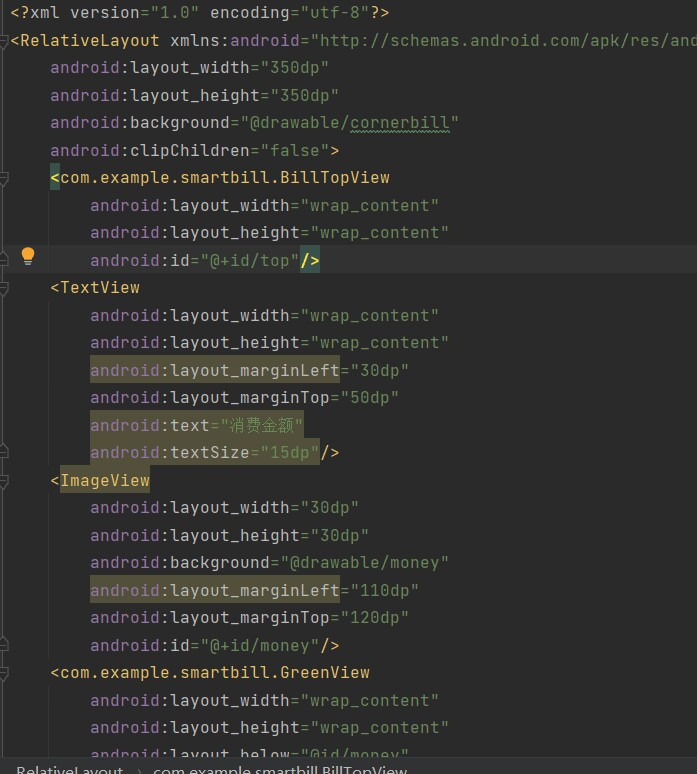 <?xml version="1.0" encoding="utf-8"?>
<RelativeLayout xmlns:android="http://schemas.android.com/apk/res/and
    android:layout_width="350dp"
    android:layout_height="350dp"
    android:background="@drawable/cornerbill"
    android:clipChildren="false">
    <com.example.smartbill.BillTopView
        android:layout_width="wrap_content"
        android:layout_height="wrap_content"
        android:id="@+id/top"/>
    <TextView
        android:layout_width="wrap_content"
        android:layout_height="wrap_content"
        android:layout_marginLeft="30dp"
        android:layout_marginTop="50dp"
        android:text="消费金额"
        android:textSize="15dp"/>
    <ImageView
        android:layout_width="30dp"
        android:layout_height="30dp"
        android:background="@drawable/money"
        android:layout_marginLeft="110dp"
        android:layout_marginTop="120dp"
        android:id="@+id/money"/>
    <com.example.smartbill.GreenView
        android:layout_width="wrap_content"
        android:layout_height="wrap_content"
        android:layout_below="@id/money"
RelativeLayout › com.example.smartbill.BillTopView